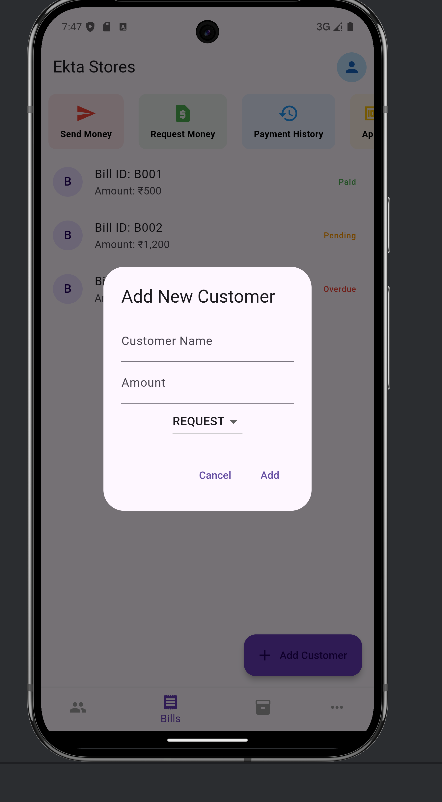 7:47
3G
Ekta Stores
Send Money
Request Money
Payment History
Ap
B
Bill ID: B001
Amount: ₹500
Paid
B
Bill ID: B002
Amount: ₹1,200
Pending
B
Bi
Overdue
Add New Customer
Customer Name
Amount
REQUEST
Cancel
Add
+ Add Customer
Bills